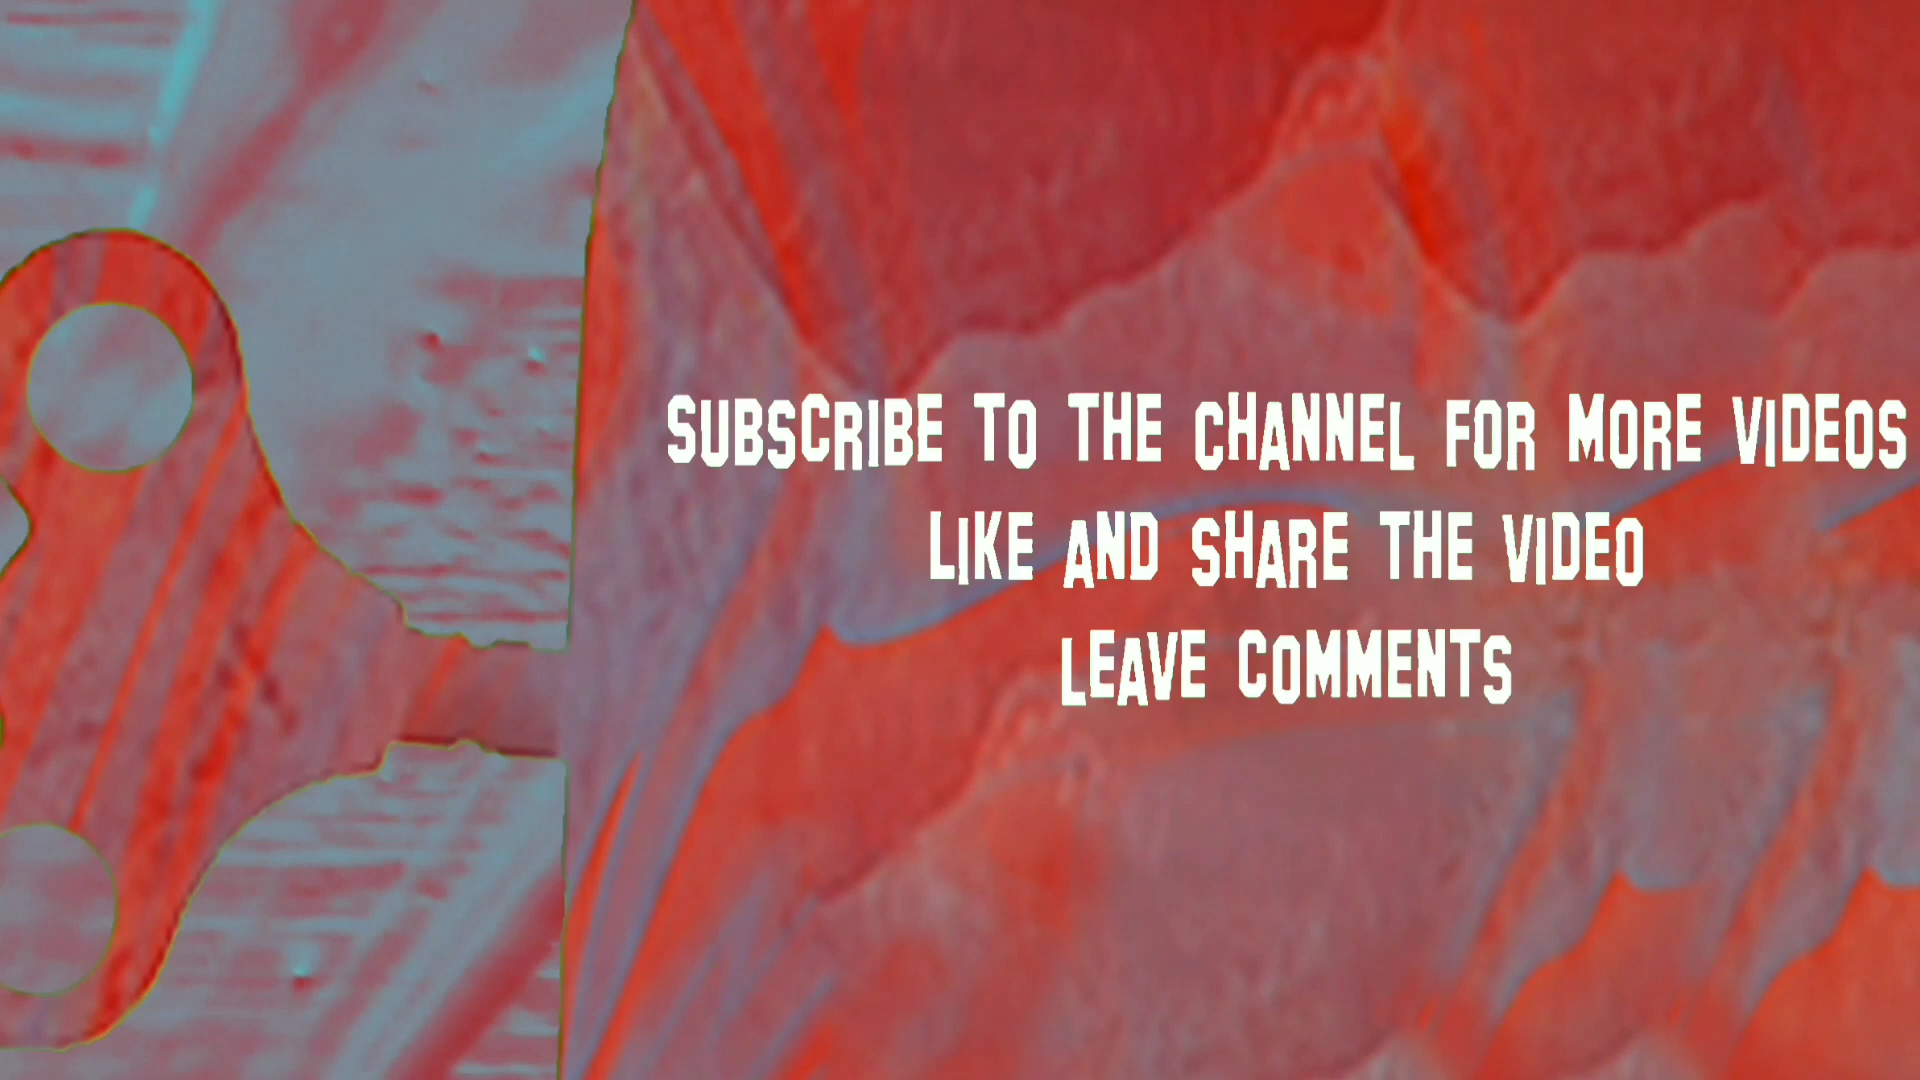 SUBSCRIBE TO THE CHANNEL FOR MORE VIDEOS
LIKE AND SHARE THE VIDEO
LEAVE COMMENTS